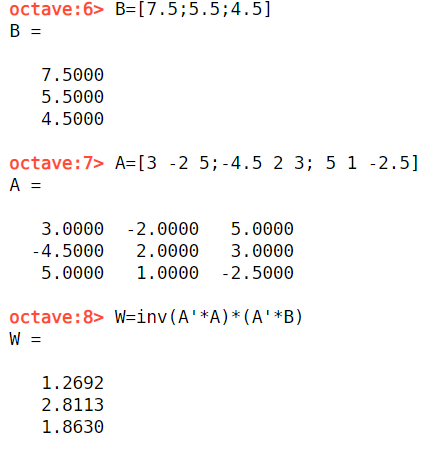 octave:6> B=[7.5;5.5;4.5]
B =
7.5000
5.5000
4.5000
octave:7> A=[3 -2 5;-4.5 2 3; 5 1 -2.5]
A =
3.0000 -2.0000 5.0000
-4.5000 2.0000 3.0000
5.0000 1.0000 -2.5000
octave:8> W=inv(A'*A)*(A'*B)
W =
1.2692
2.8113
1.8630